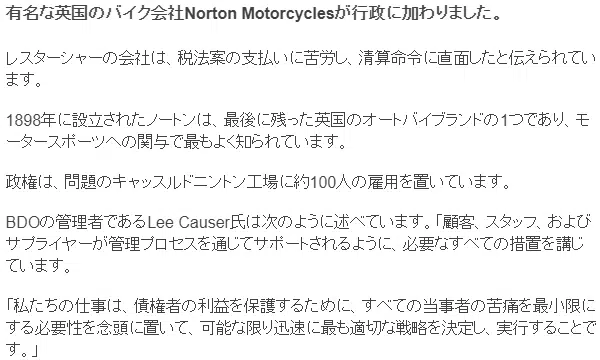 有名な英国のバイク会社Norton Motorcyclesが行政に加わりました。
レスターシャーの会社は、税法案の支払いに苦労し、清算命令に直面したと伝えられてい
ます。
1898年に設立されたノートンは、最後に残った英国のオートバイブランドの1つであり、モ
ータースポーツへの関与で最もよく知られています。
政権は、問題のキャッスルドニントン工場に約100人の雇用を置いています。
BDOの管理者であるLee Causer氏は次のように述べています。「顧客、スタッフ、および
サプライヤーが管理プロセスを通じてサポートされるように、必要なすべての措置を講じ
ています。
「私たちの仕事は、債権者の利益を保護するために、すべての当事者の苦痛を最小限に
する必要性を念頭に置いて、可能な限り迅速に最も適切な戦略を決定し、実行することで
す。」